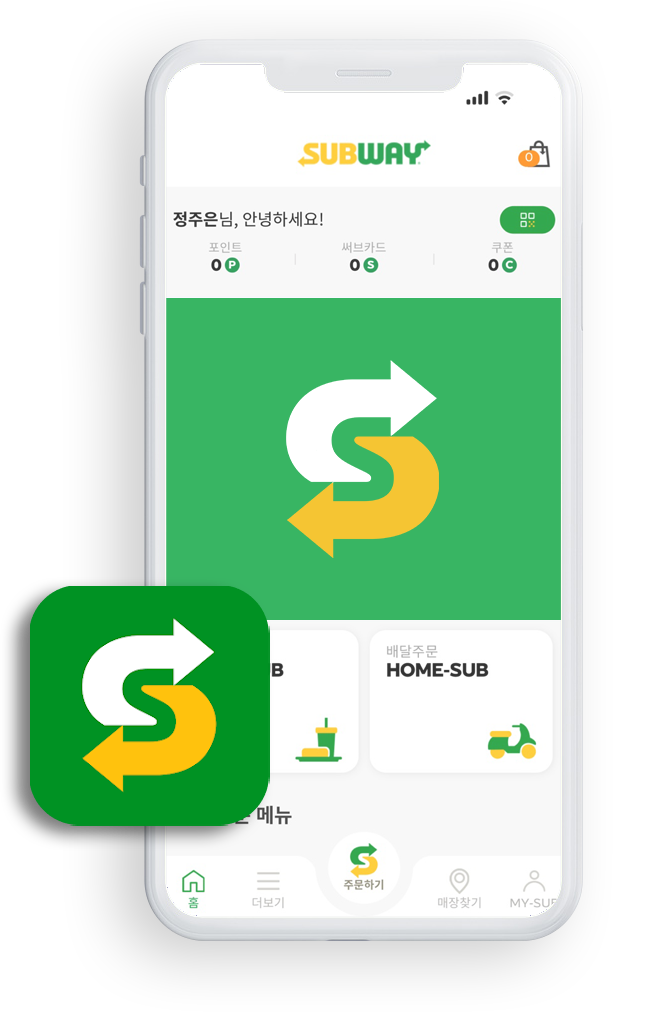 SUBWAY
0
정주은님, 안녕하세요!
포인트
써브카드
쿠폰
0 P
0 S
0 C
배달주문
B
HOME-SUB
메뉴
주문하기
홈
더보기
매장찾기
MY-SUB